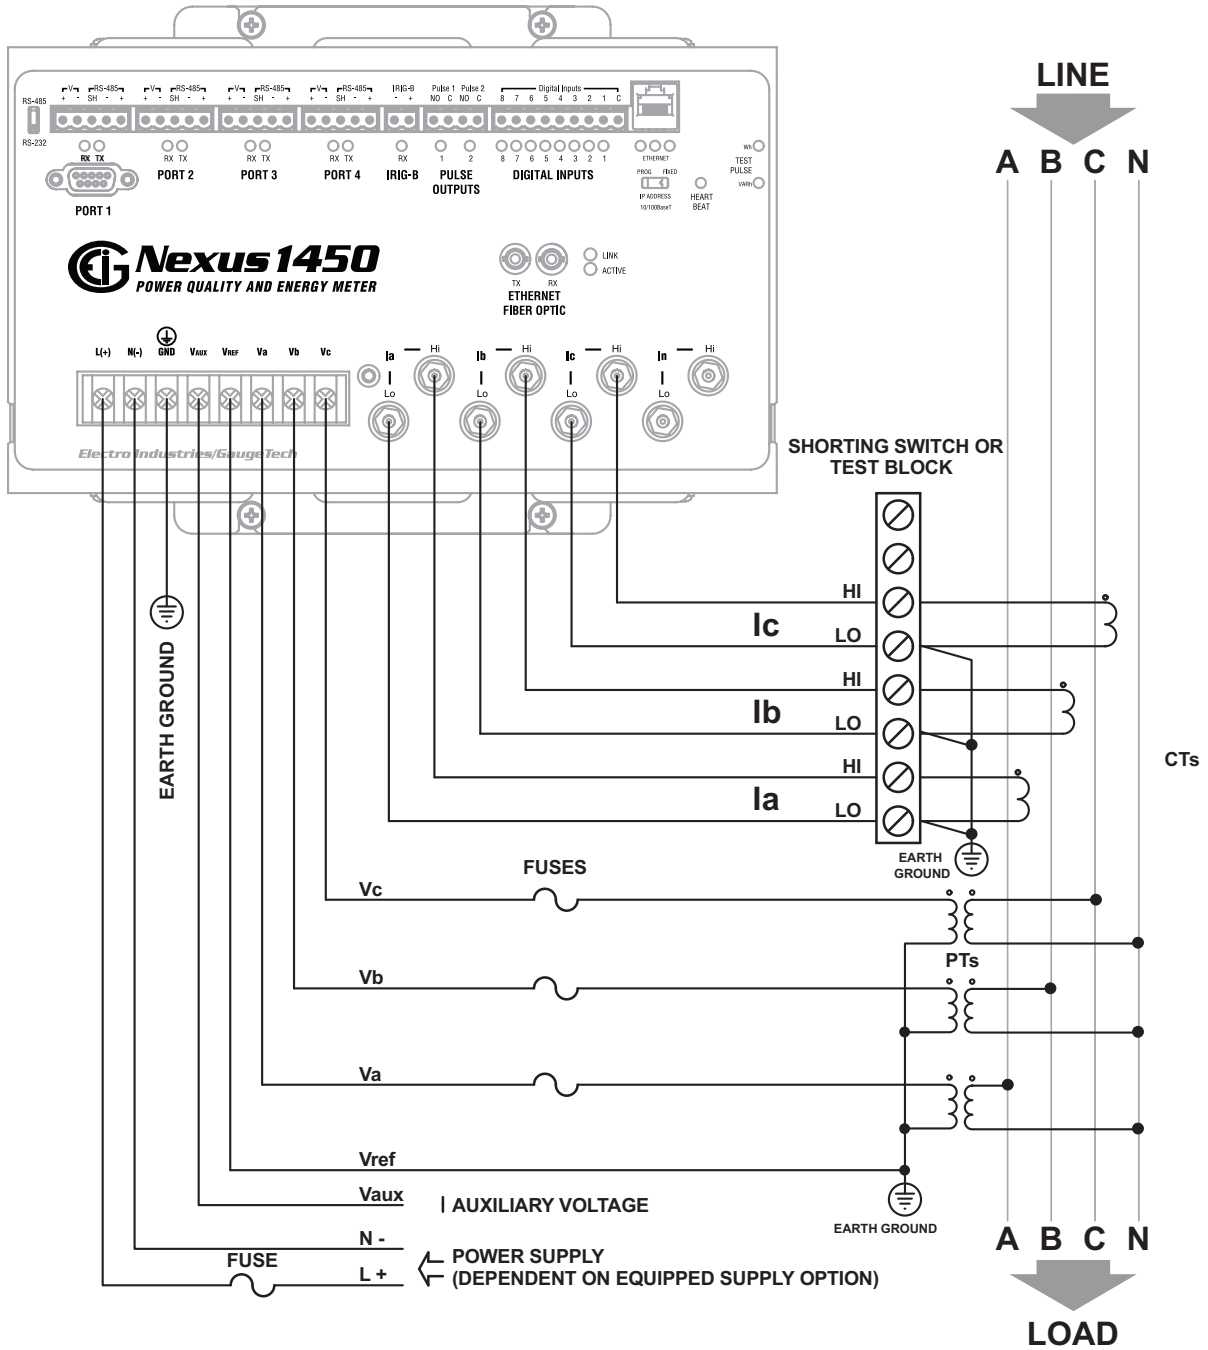 LINE
A B C N
V RS-485 V RS-485 V RS-485 V RS-485 IRIG-B Pulse 1 Pulse 2 Digital Inputs
+ - SH - + + - SH - + + - SH - + + - SH - + - + NO C NO C 8 7 6 5 4 3 2 1 C
RS-485
RS-232
RX TX RX TX RX TX RX TX RX 1 2 8 7 6 5 4 3 2 1 ETHERNET
PORT 1
PORT 2
PORT 3
PORT 4
IRIG-B
PULSE
OUTPUTS
DIGITAL INPUTS
PROG FIXED
IP ADDRESS
10/100BaseT
HEART
BEAT
Wh
TEST
PULSE
VARh
EIG Nexus 1450
POWER QUALITY AND ENERGY METER
LINK
ACTIVE
TX RX
ETHERNET
FIBER OPTIC
L(+) N(-) GND VAUX VREF Va Vb Vc
Ia Hi Ib Hi Ic Hi In Hi
Lo Lo Lo Lo
Electro Industries/GaugeTech
SHORTING SWITCH OR
TEST BLOCK
HI
Ic
LO
HI
Ib
LO
HI
Ia
LO
CTs
EARTH GROUND
EARTH
GROUND
FUSES
Vc
PTs
Vb
Va
Vref
Vaux
AUXILIARY VOLTAGE
EARTH GROUND
N -
FUSE
L +
POWER SUPPLY
(DEPENDENT ON EQUIPPED SUPPLY OPTION)
A B C N
LOAD